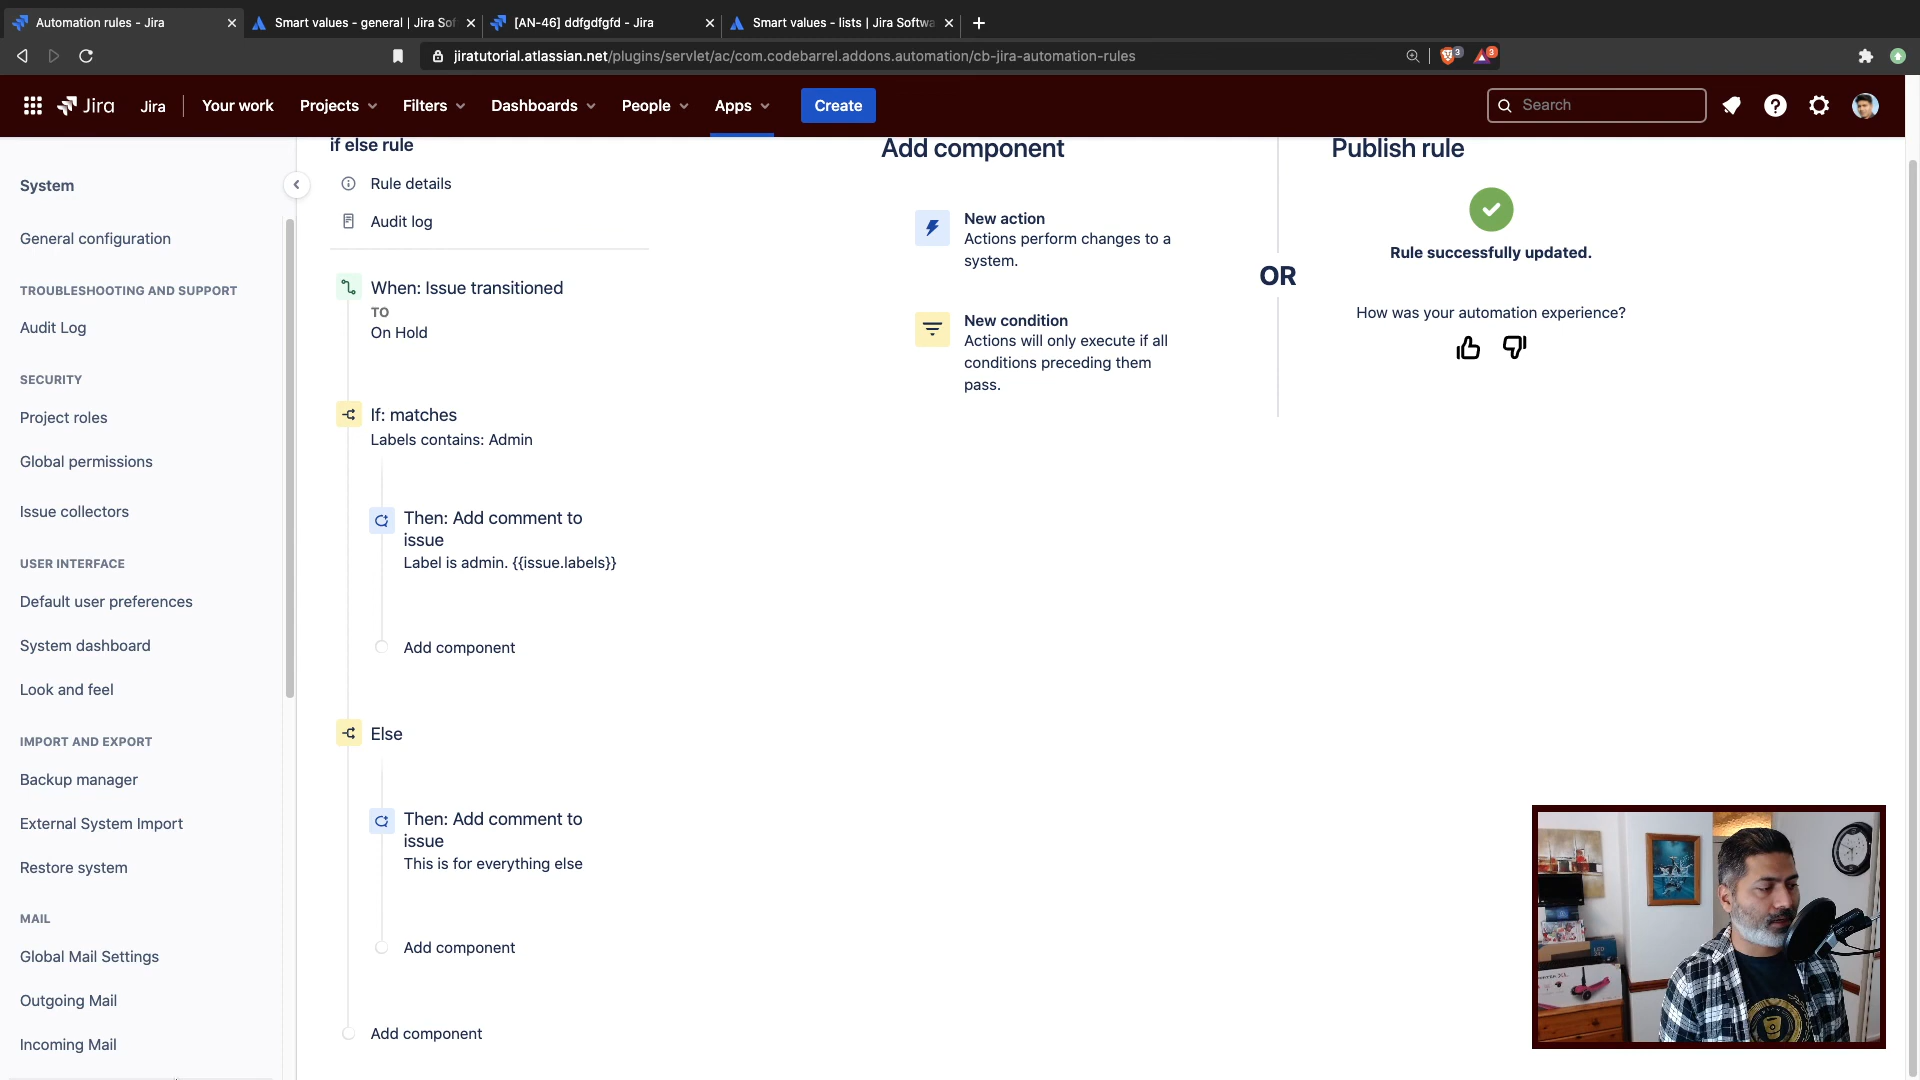 Automation rules - Jira
Smart values - general | Jira Sof
[AN-46] ddfgdfgfd - Jira
Smart values - lists | Jira Softwa
jiratutorial.atlassian.net/plugins/servlet/ac/com.codebarrel.addons.automation/cb-jira-automation-rules
3
3
Jira
Jira
Your work
Projects
Filters
Dashboards
People
Apps
Create
Search
System
General configuration
TROUBLESHOOTING AND SUPPORT
Audit Log
SECURITY
Project roles
Global permissions
Issue collectors
USER INTERFACE
Default user preferences
System dashboard
Look and feel
IMPORT AND EXPORT
Backup manager
External System Import
Restore system
MAIL
Global Mail Settings
Outgoing Mail
Incoming Mail
if else rule
Rule details
Audit log
When: Issue transitioned
TO
On Hold
If: matches
Labels contains: Admin
Then: Add comment to
issue
Label is admin. {{issue.labels}}
Add component
Else
Then: Add comment to
issue
This is for everything else
Add component
Add component
Add component
New action
Actions perform changes to a
system.
New condition
Actions will only execute if all
conditions preceding them
pass.
OR
Publish rule
Rule successfully updated.
How was your automation experience?